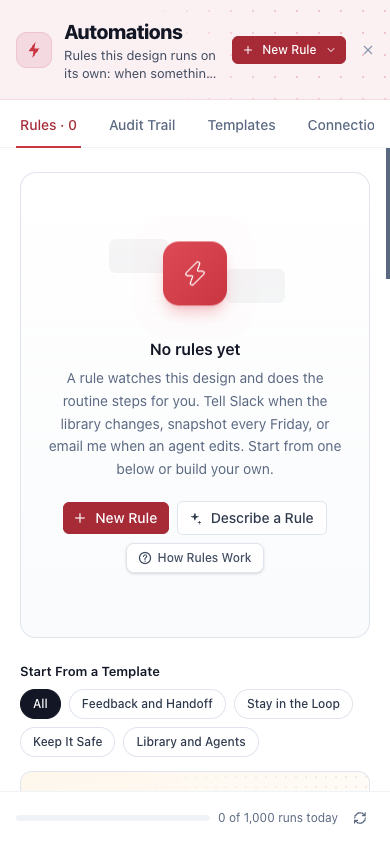 Automations
Rules this design runs on
its own: when somethin...
New Rule
Rules · 0
Audit Trail
Templates
Connectio
No rules yet
A rule watches this design and does the
routine steps for you. Tell Slack when the
library changes, snapshot every Friday, or
email me when an agent edits. Start from one
below or build your own.
New Rule
Describe a Rule
How Rules Work
Start From a Template
All
Feedback and Handoff
Stay in the Loop
Keep It Safe
Library and Agents
0 of 1,000 runs today